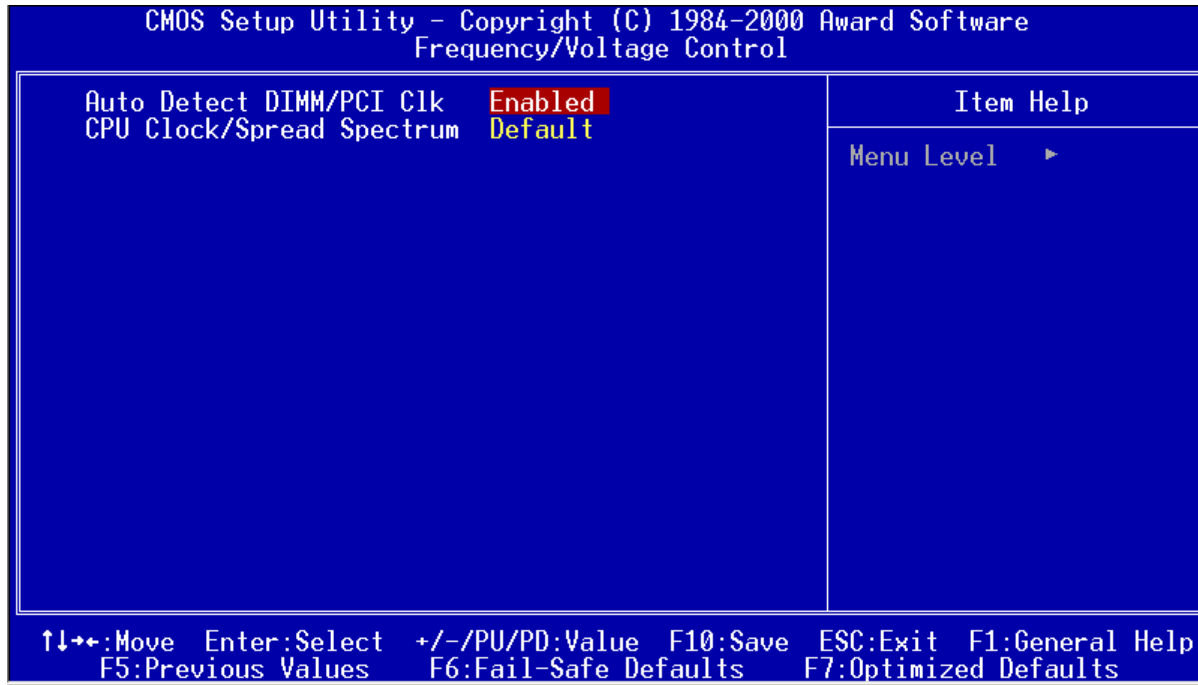 CMOS Setup Utility – Copyright (C) 1984–2000 Award Software
Frequency/Voltage Control
Auto Detect DIMM/PCI Clk Enabled
CPU Clock/Spread Spectrum Default
Item Help
Menu Level ►
↑↓→←:Move Enter:Select +/-/PU/PD:Value F10:Save ESC:Exit F1:General Help
F5:Previous Values F6:Fail-Safe Defaults F7:Optimized Defaults